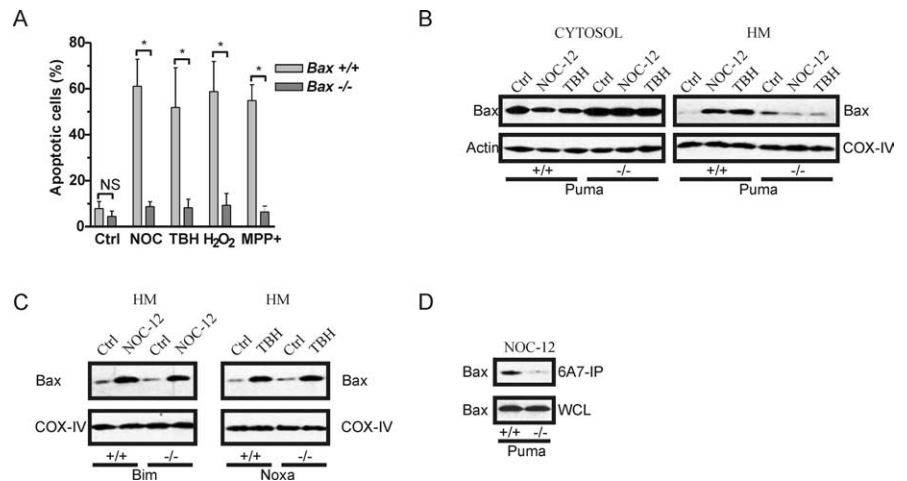 A
Apoptotic cells (%)
80
60
40
20
0
NS
*
*
*
*
Bax +/+
Bax -/-
Ctrl NOC TBH H₂O₂ MPP+
B
CYTOSOL HM
Ctrl NOC-12 TBH Ctrl NOC-12 TBH Ctrl NOC-12 TBH Ctrl NOC-12 TBH
Bax Bax
Actin COX-IV
+/+ -/- +/+ -/-
Puma Puma
C
HM HM
Ctrl NOC-12 Ctrl NOC-12 Ctrl TBH Ctrl TBH
Bax Bax
COX-IV COX-IV
+/+ -/- +/+ -/-
Bim Noxa
D
NOC-12
Bax 6A7-IP
Bax WCL
+/+ -/-
Puma